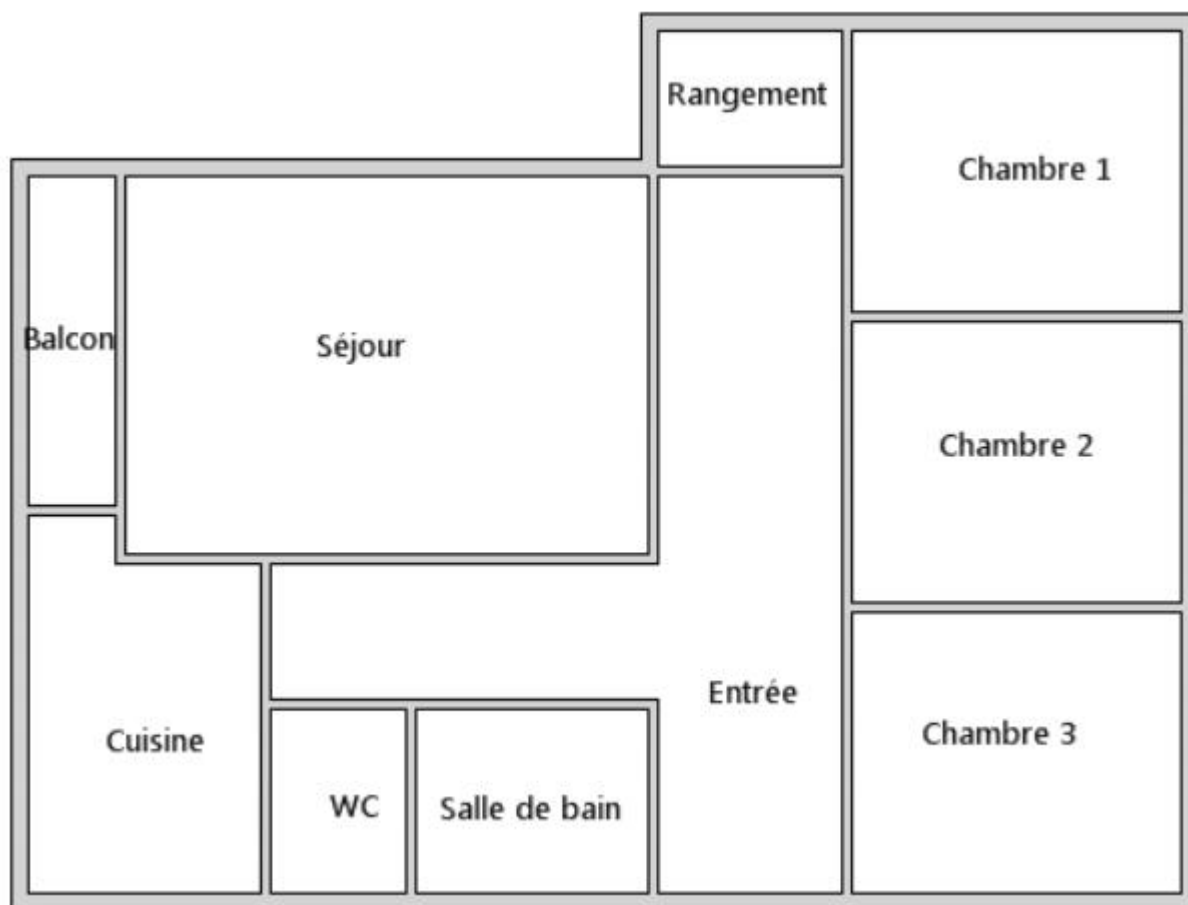 Rangement
Chambre 1
Balcon
Séjour
Chambre 2
Entrée
Chambre 3
Cuisine
WC
Salle de bain